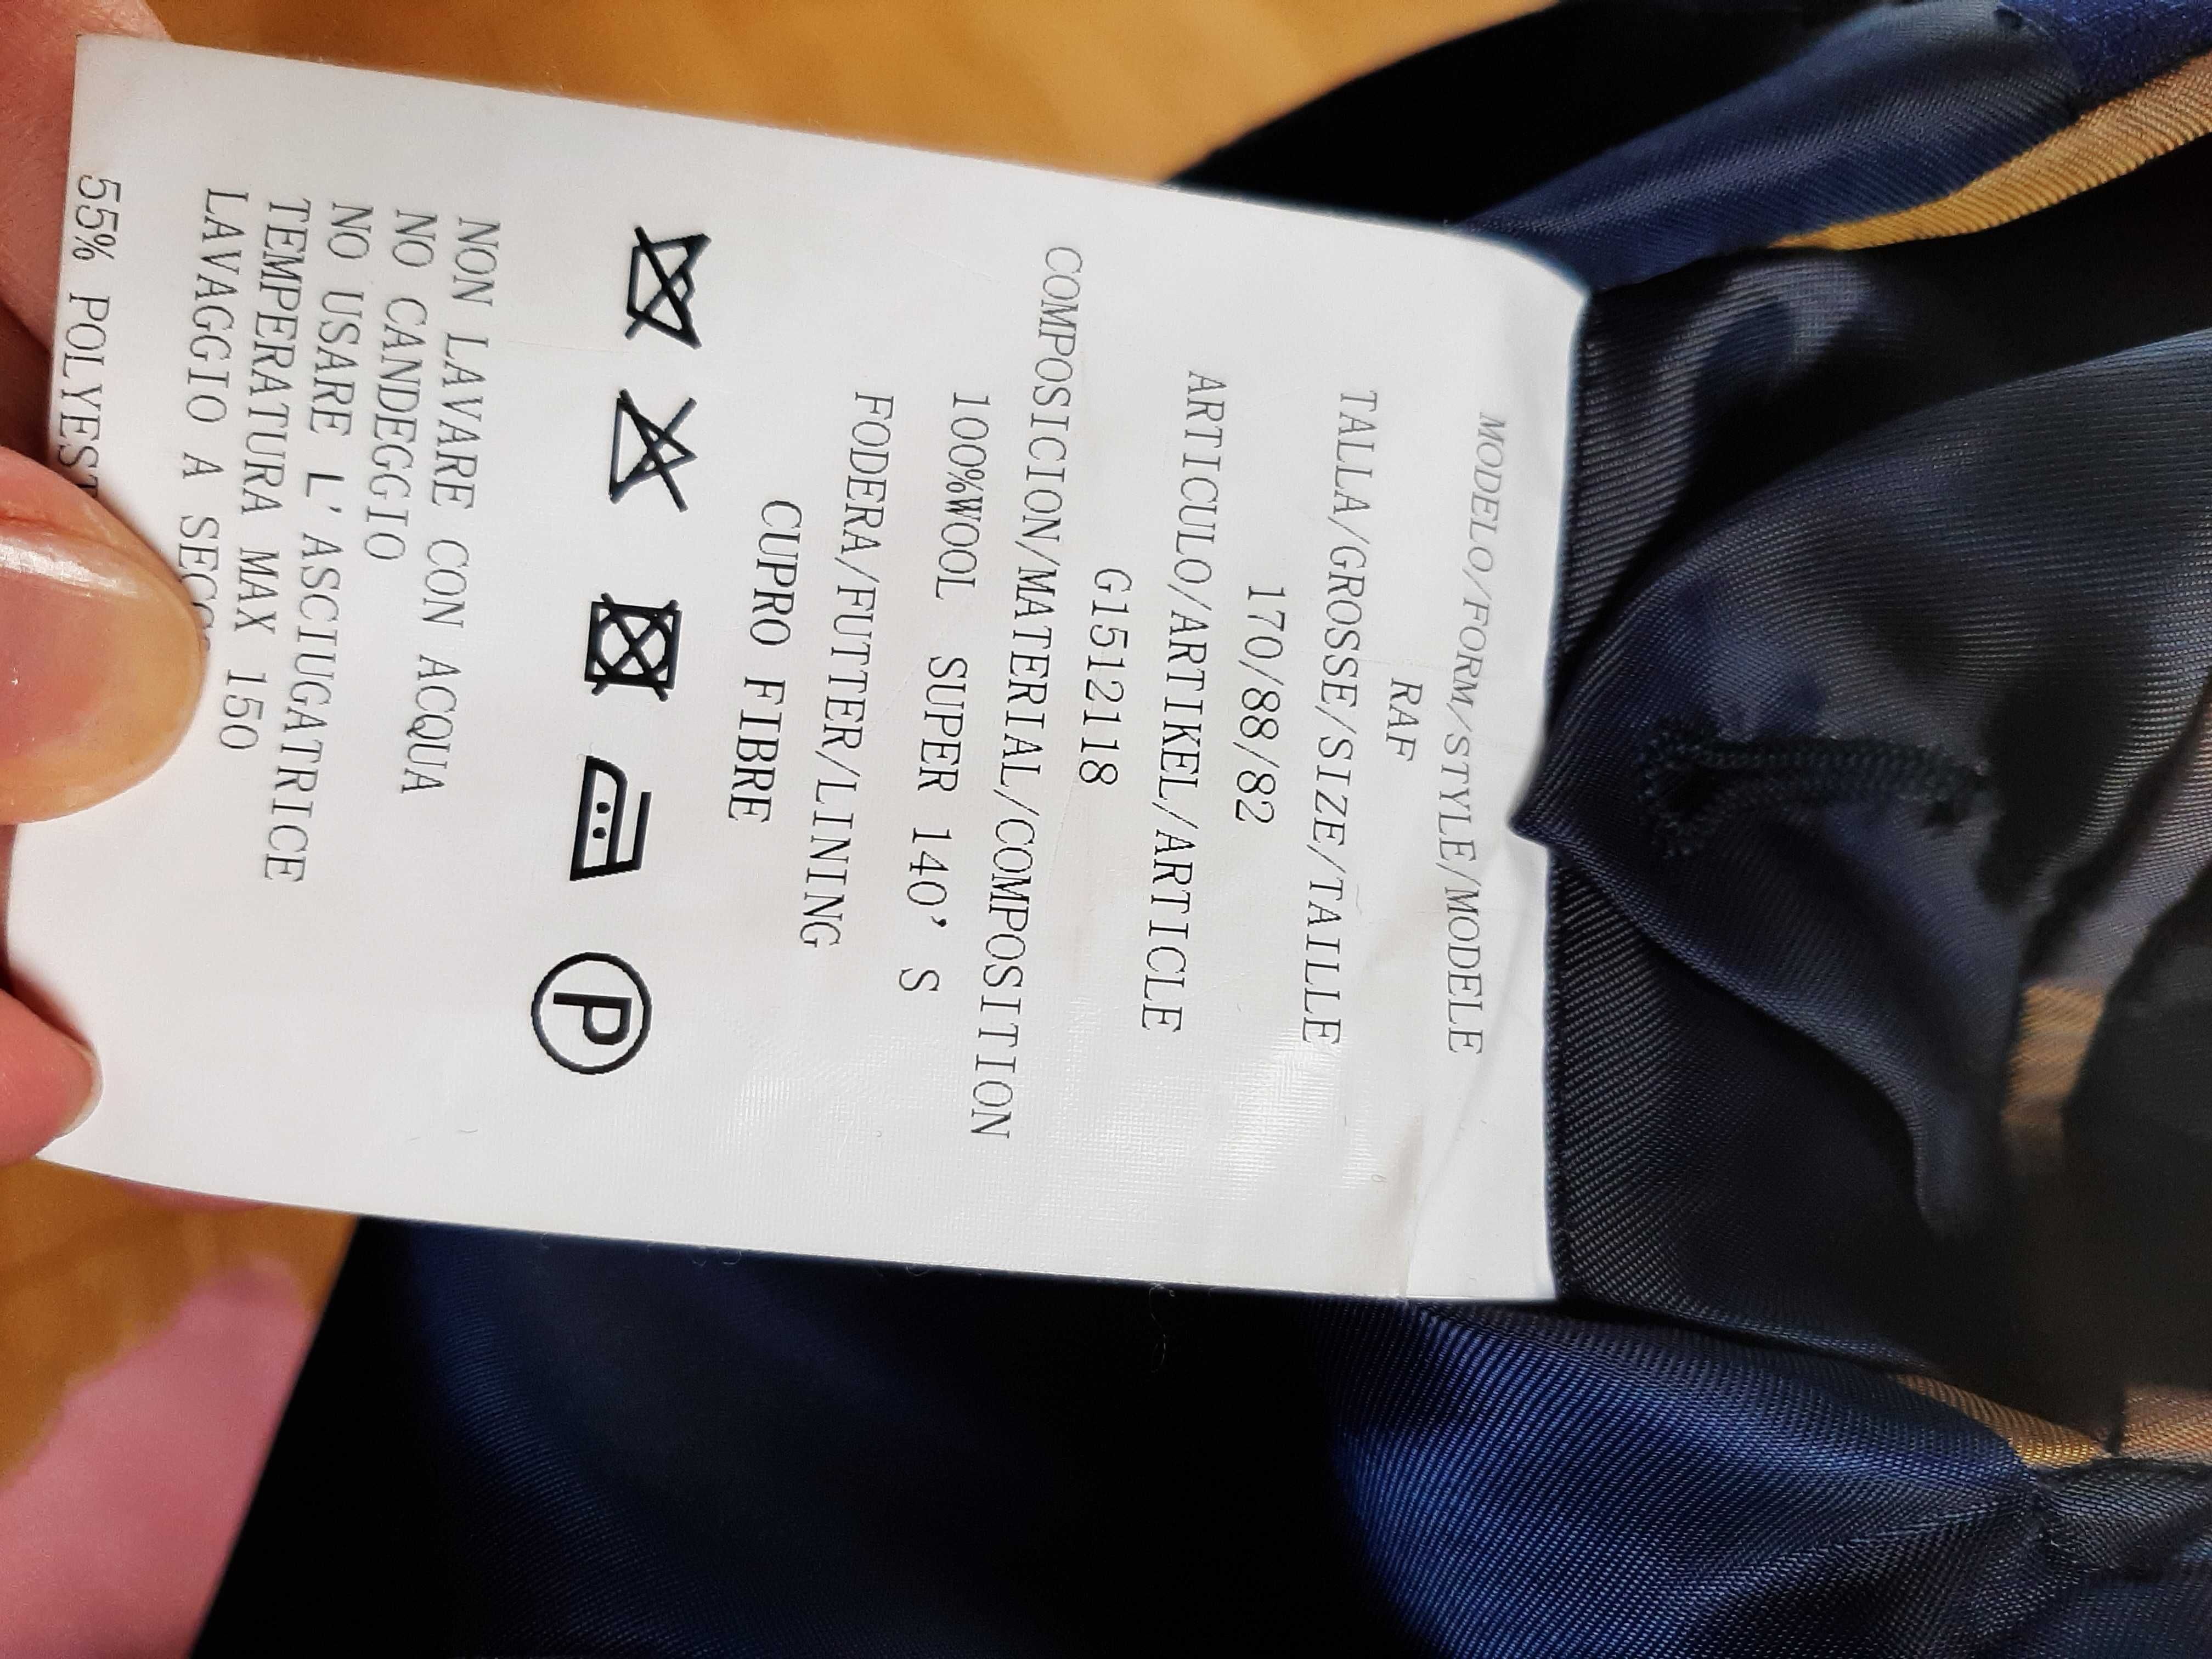 MODELO/FORM/STYLE/MODELE
RAF
TALLA/GROSSE/SIZE/TAILLE
170/88/82
ARTICULO/ARTIKEL/ARTICLE
G1512118
COMPOSICION/MATERIAL/COMPOSITION
100%WOOL SUPER 140'S
FODERA/FUTTER/LINING
CUPRO FIBRE
P
NON LAVARE CON ACQUA
NO CANDEGGIO
NO USARE L'ASCIUGATRICE
TEMPERATURA MAX 150
LAVAGGIO A SECC
55% POLYEST